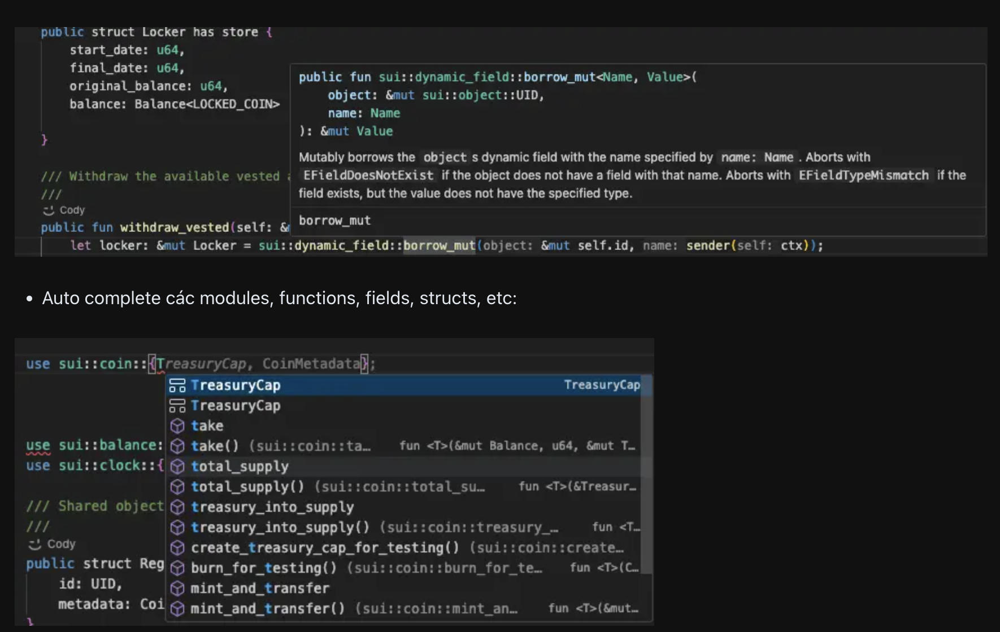 public struct Locker has store {
start_date: u64,
final_date: u64,
original_balance: u64,
balance: Balance<LOCKED_COIN>
}
public fun sui::dynamic_field::borrow_mut<Name, Value>(
object: &mut sui::object::UID,
name: Name
): &mut Value
Mutably borrows the object s dynamic field with the name specified by name: Name . Aborts with
EFieldDoesNotExist if the object does not have a field with that name. Aborts with EFieldTypeMismatch if the
field exists, but the value does not have the specified type.
borrow_mut
/// Withdraw the available vested
///
Cody
public fun withdraw_vested(self: &
let locker: &mut Locker = sui::dynamic_field::borrow_mut(object: &mut self.id, name: sender(self: ctx));
• Auto complete các modules, functions, fields, structs, etc:
use sui::coin::{TreasuryCap, CoinMetadata};
TreasuryCap TreasuryCap
TreasuryCap
take
take() (sui::coin::ta… fun <T>(&mut Balance, u64, &mut T…
total_supply
total_supply() (sui::coin::total_su… fun <T>(&Treasur…
treasury_into_supply
treasury_into_supply() (sui::coin::treasury_… fun <T…
create_treasury_cap_for_testing() (sui::coin::create…
burn_for_testing() (sui::coin::burn_for_te… fun <T>(C…
mint_and_transfer
mint_and_transfer() (sui::coin::mint_an… fun <T>(&mut…
use sui::balance:
use sui::clock::{
/// Shared object
///
Cody
public struct Reg
id: UID,
metadata: Coi
}